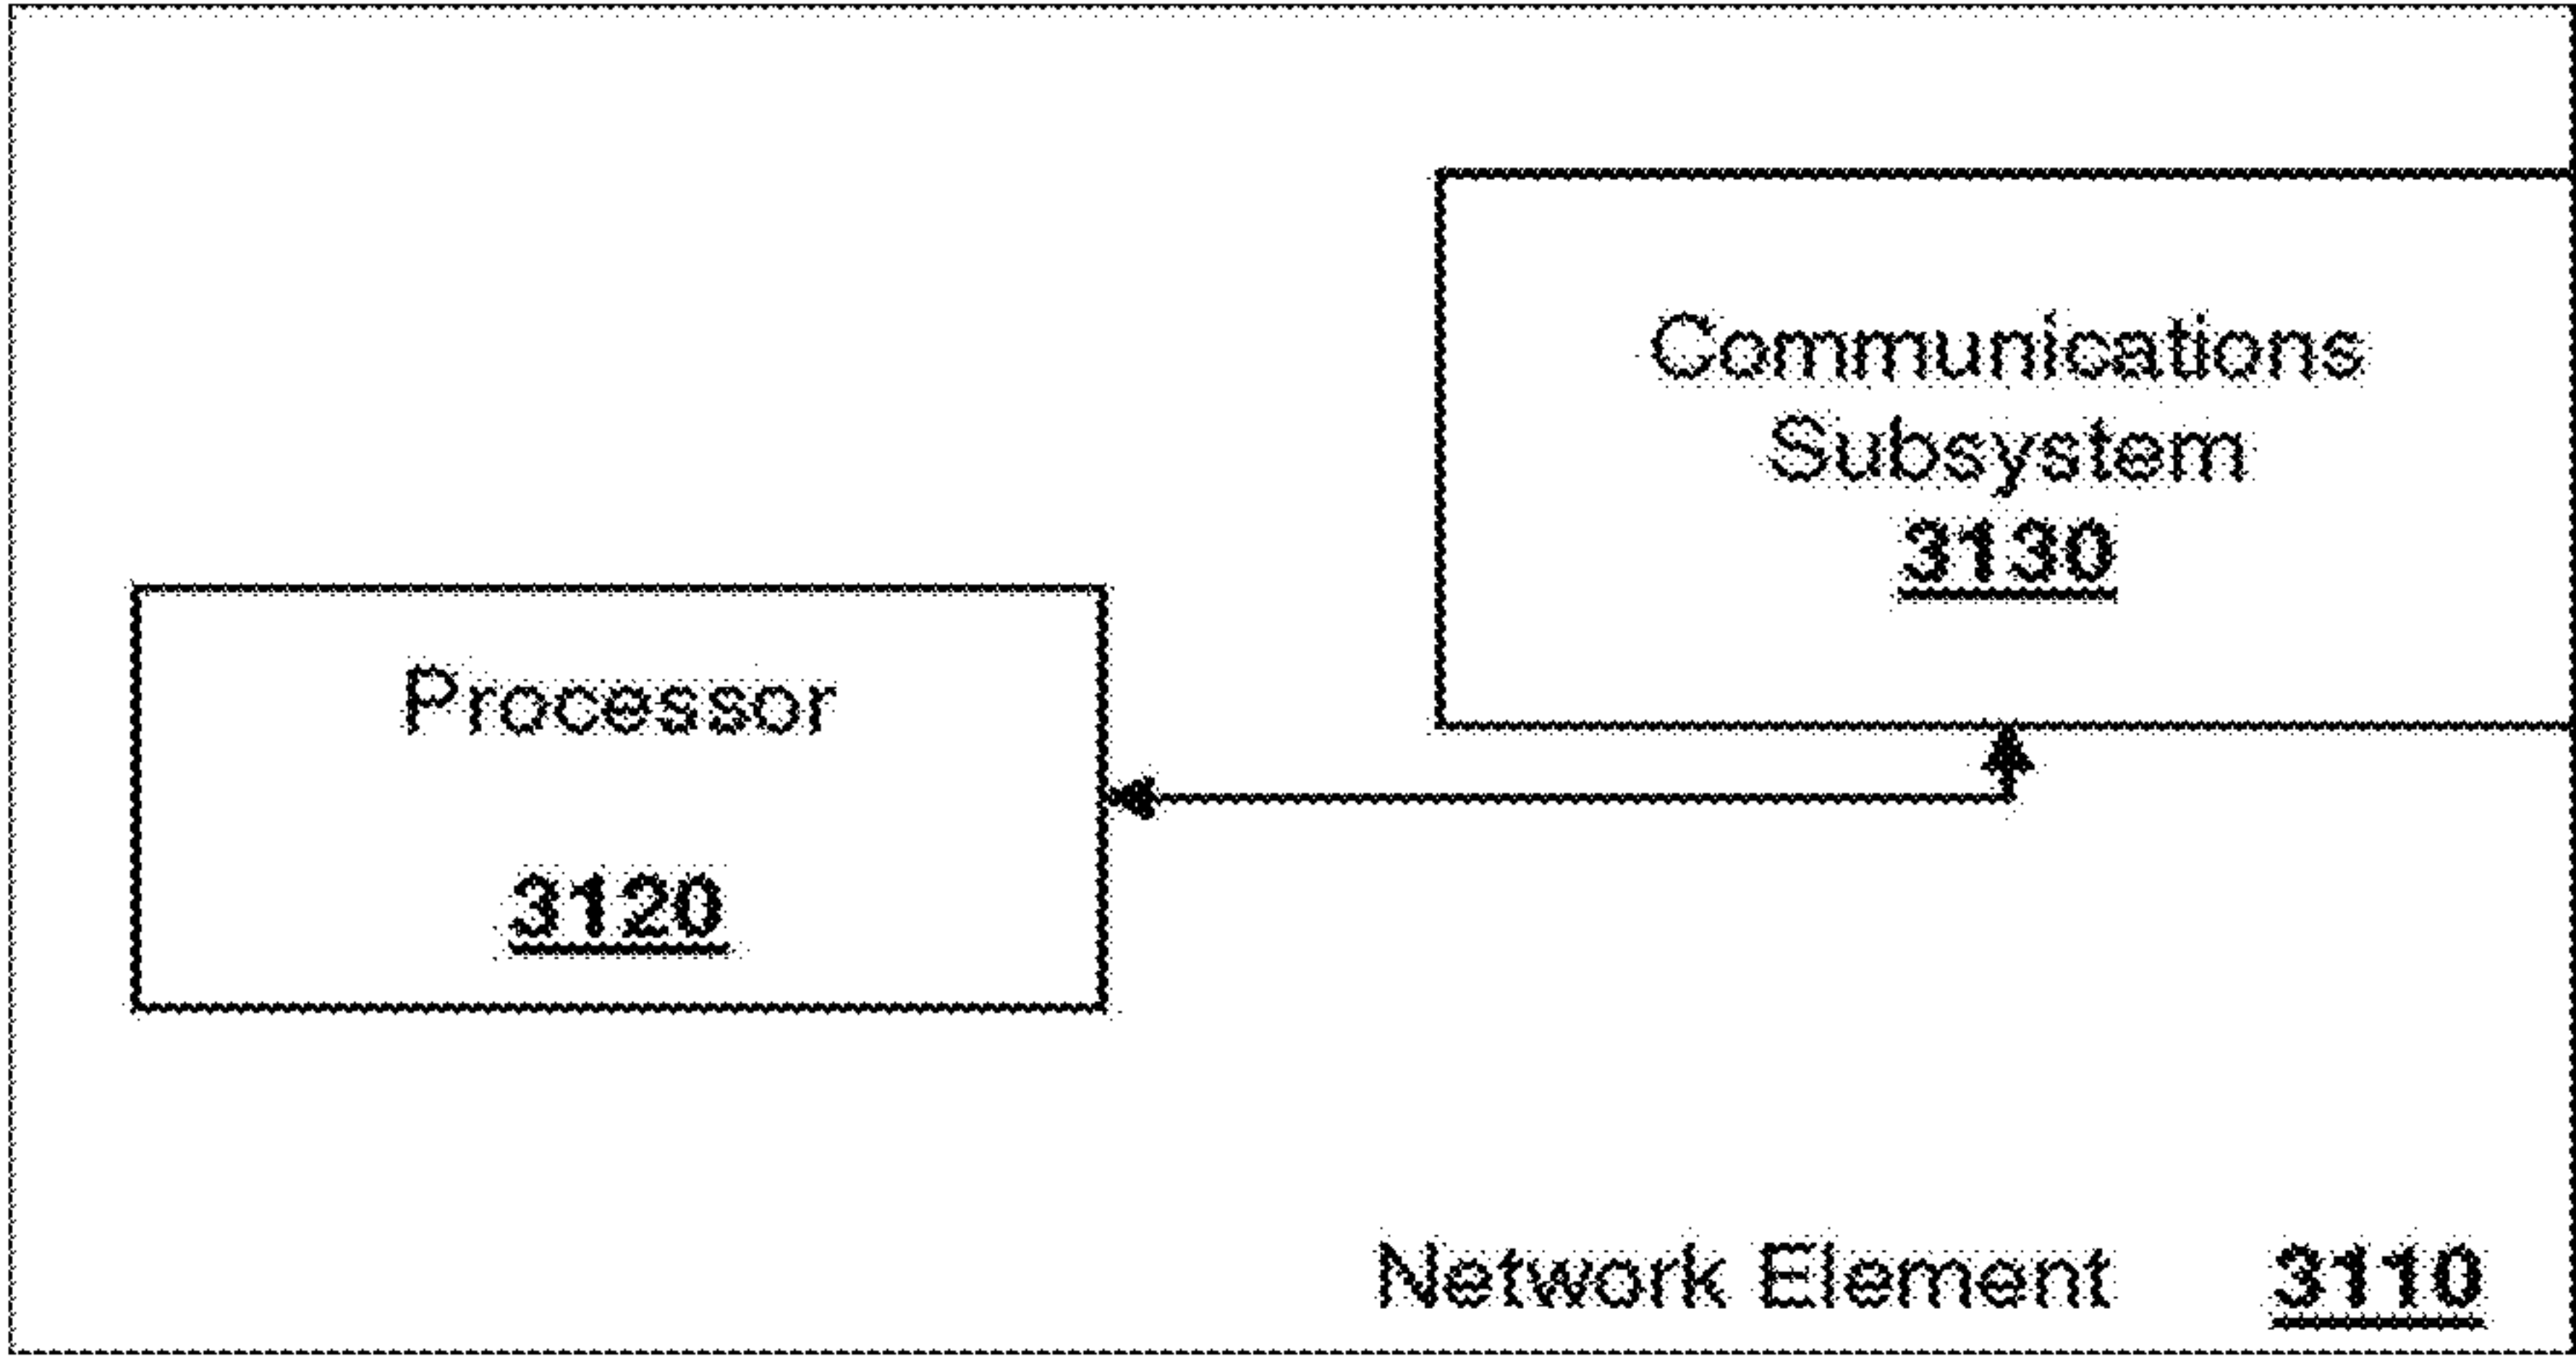 Communications
Subsystem
3130
Processor
3120
Network Element 3110